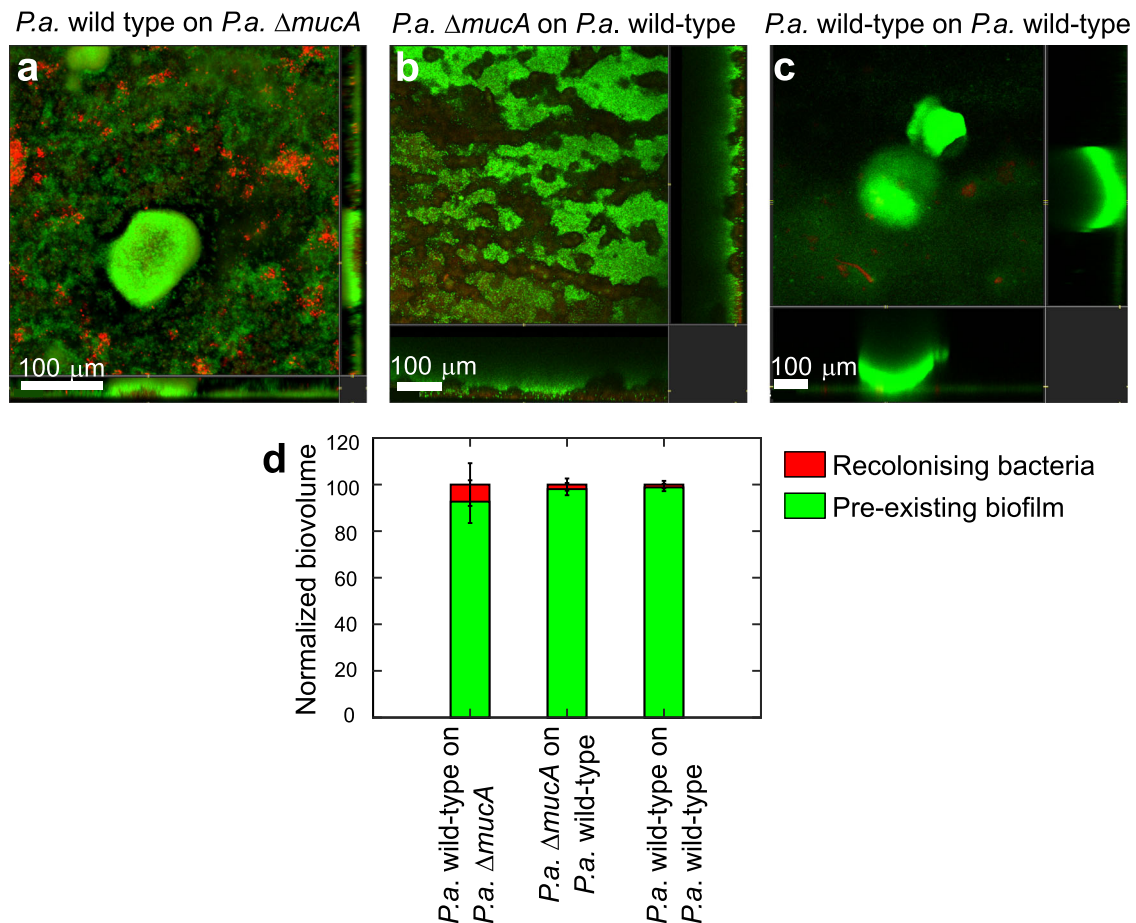 P.a. wild type on P.a. ΔmucA
P.a. ΔmucA on P.a. wild-type
P.a. wild-type on P.a. wild-type
a
b
c
100 μm
100 μm
100 μm
d
Normalized biovolume
120
100
80
60
40
20
0
P.a. wild-type on
P.a. ΔmucA
P.a. ΔmucA on
P.a. wild-type
P.a. wild-type on
P.a. wild-type
Recolonising bacteria
Pre-existing biofilm